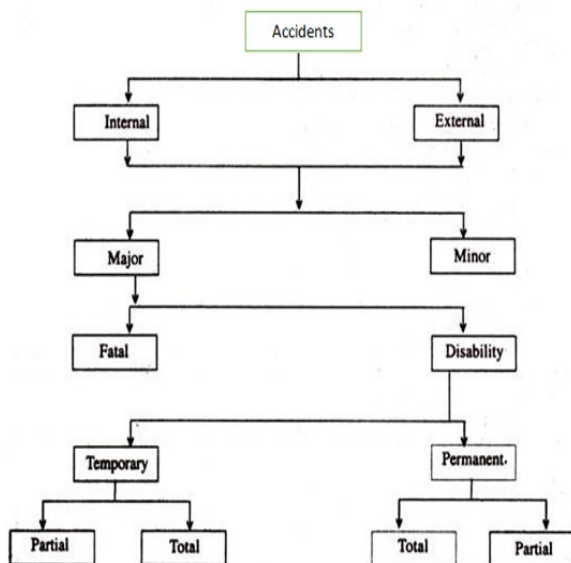 Accidents
Internal
External
Major
Minor
Fatal
Disability
Temporary
Permanent.
Partial
Total
Total
Partial